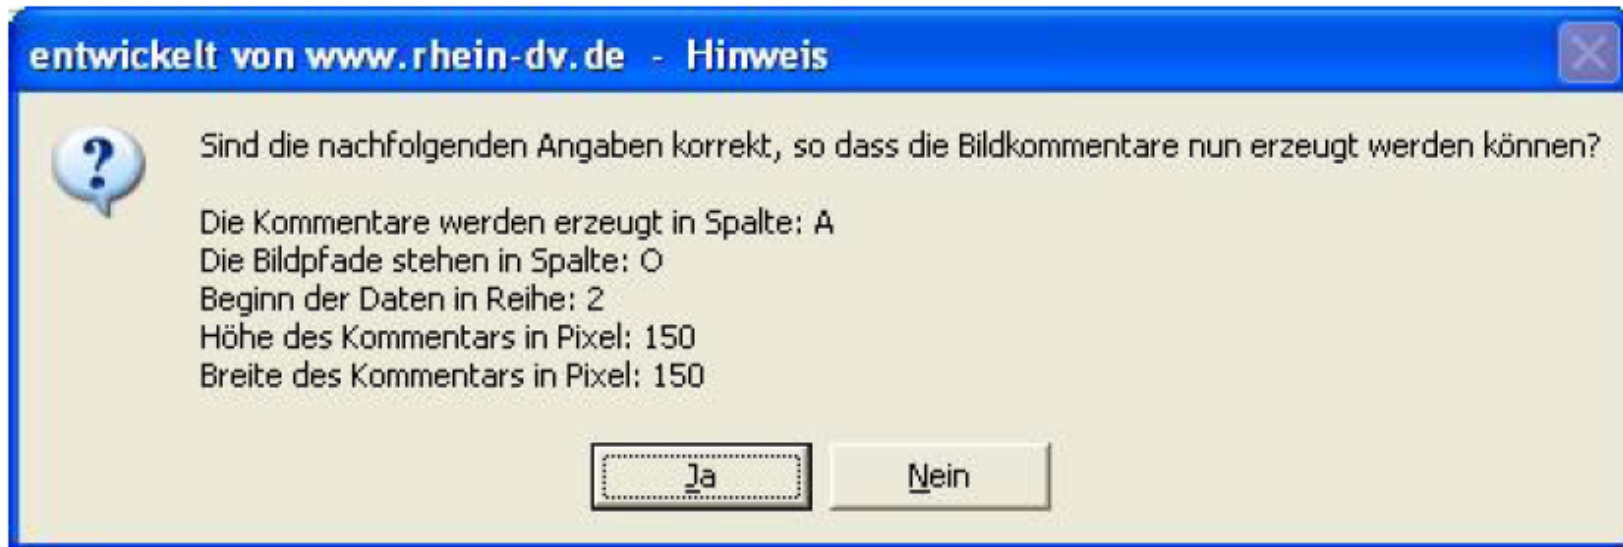 entwickelt von www.rhein-dv.de - Hinweis
Sind die nachfolgenden Angaben korrekt, so dass die Bildkommentare nun erzeugt werden können?
Die Kommentare werden erzeugt in Spalte: A
Die Bildpfade stehen in Spalte: O
Beginn der Daten in Reihe: 2
Höhe des Kommentars in Pixel: 150
Breite des Kommentars in Pixel: 150
Ja
Nein